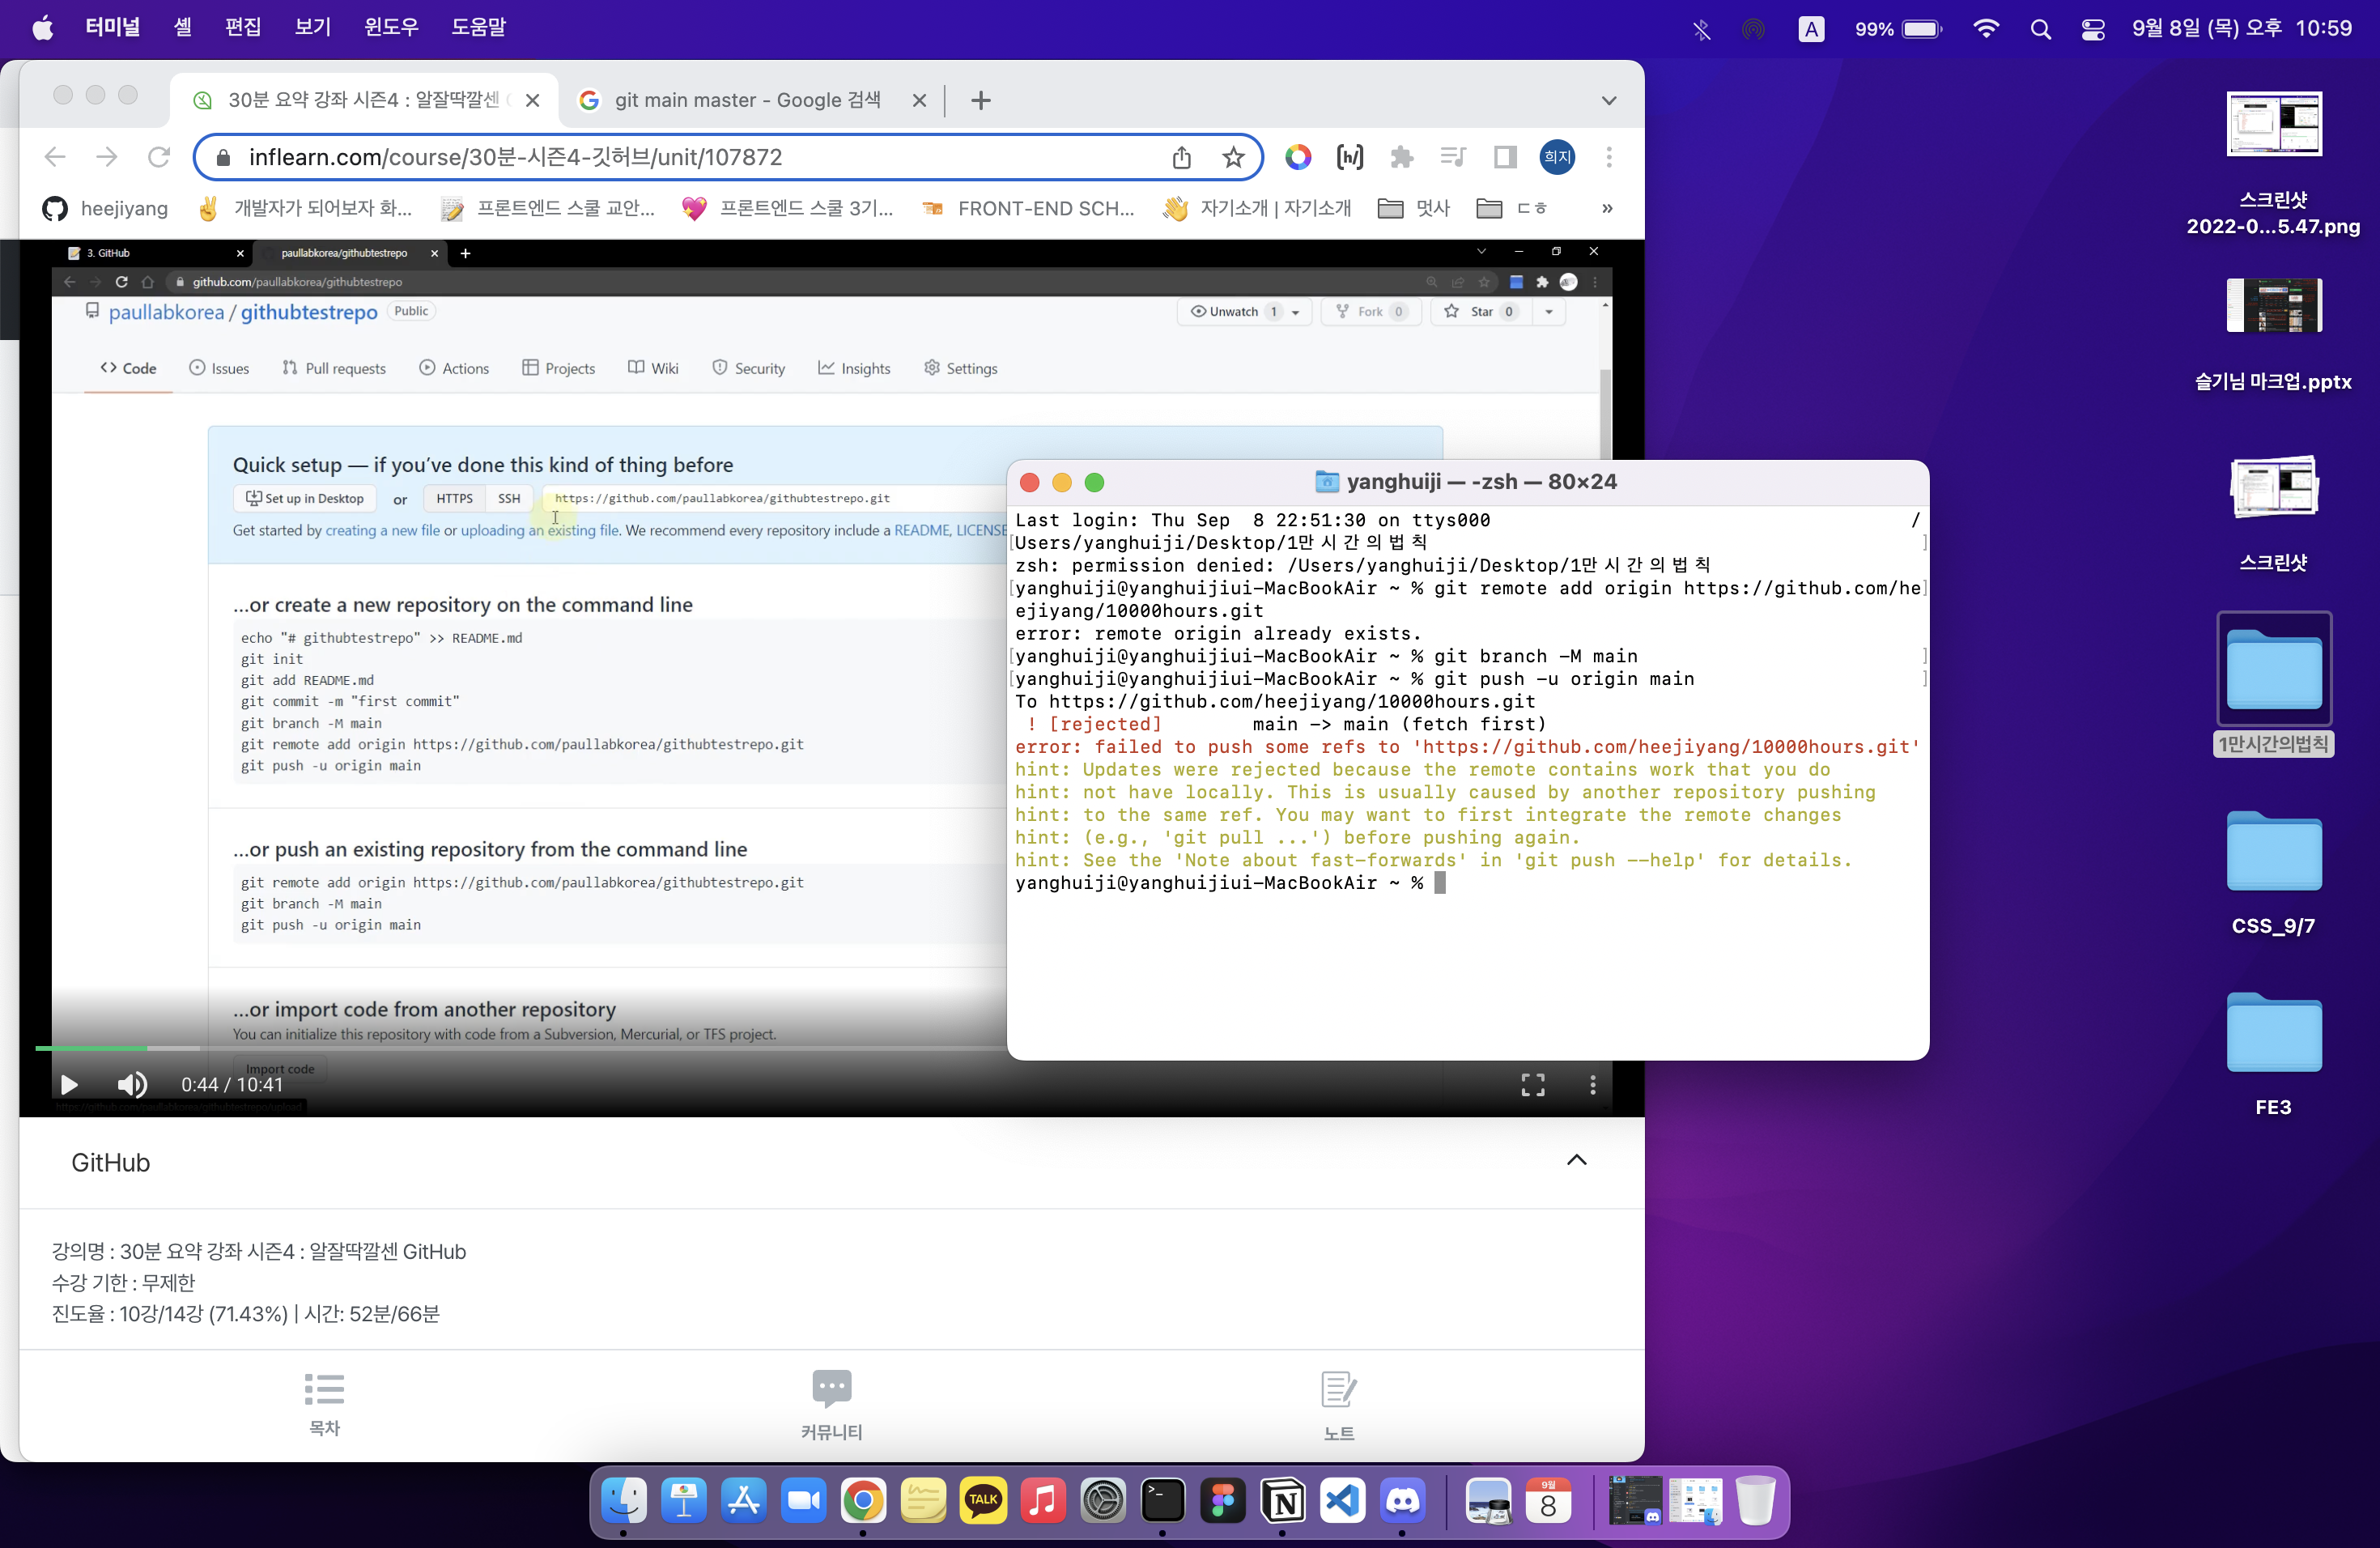 터미널 셸 편집 보기 윈도우 도움말
A 99% 9월 8일 (목) 오후 10:59
30분 요약 강좌 시즌4 : 알잘딱깔센
git main master - Google 검색
inflearn.com/course/30분-시즌4-깃허브/unit/107872
희지
heejiyang
개발자가 되어보자 화...
프론트엔드 스쿨 교안...
프론트엔드 스쿨 3기...
FRONT-END SCH...
자기소개 | 자기소개
멋사
ㄷㅎ
»
3. GitHub
paullabkorea/githubtestrepo
github.com/paullabkorea/githubtestrepo
paullabkorea / githubtestrepo Public
Unwatch 1 Fork 0 Star 0
Code Issues Pull requests Actions Projects Wiki Security Insights Settings
Quick setup — if you've done this kind of thing before
Set up in Desktop or HTTPS SSH https://github.com/paullabkorea/githubtestrepo.git
Get started by creating a new file or uploading an existing file. We recommend every repository include a README, LICENSE
...or create a new repository on the command line
echo "# githubtestrepo" >> README.md
git init
git add README.md
git commit -m "first commit"
git branch -M main
git remote add origin https://github.com/paullabkorea/githubtestrepo.git
git push -u origin main
...or push an existing repository from the command line
git remote add origin https://github.com/paullabkorea/githubtestrepo.git
git branch -M main
git push -u origin main
...or import code from another repository
You can initialize this repository with code from a Subversion, Mercurial, or TFS project.
Import code
0:44 / 10:41
https://github.com/paullabkorea/githubtestrepo/upload
yanghuiji — -zsh — 80×24
Last login: Thu Sep  8 22:51:30 on ttys000 /
[Users/yanghuiji/Desktop/1만 시 간 의 법 칙 ]
zsh: permission denied: /Users/yanghuiji/Desktop/1만 시 간 의 법 칙
[yanghuiji@yanghuijiui-MacBookAir ~ % git remote add origin https://github.com/he]
ejiyang/10000hours.git
error: remote origin already exists.
[yanghuiji@yanghuijiui-MacBookAir ~ % git branch -M main ]
[yanghuiji@yanghuijiui-MacBookAir ~ % git push -u origin main ]
To https://github.com/heejiyang/10000hours.git
! [rejected]        main -> main (fetch first)
error: failed to push some refs to 'https://github.com/heejiyang/10000hours.git'
hint: Updates were rejected because the remote contains work that you do
hint: not have locally. This is usually caused by another repository pushing
hint: to the same ref. You may want to first integrate the remote changes
hint: (e.g., 'git pull ...') before pushing again.
hint: See the 'Note about fast-forwards' in 'git push --help' for details.
yanghuiji@yanghuijiui-MacBookAir ~ %
GitHub
강의명 : 30분 요약 강좌 시즌4 : 알잘딱깔센 GitHub
수강 기한 : 무제한
진도율 : 10강/14강 (71.43%) | 시간: 52분/66분
목차
커뮤니티
노트
스크린샷
2022-0...5.47.png
슬기님 마크업.pptx
스크린샷
1만시간의법칙
CSS_9/7
FE3
TALK
9월
8